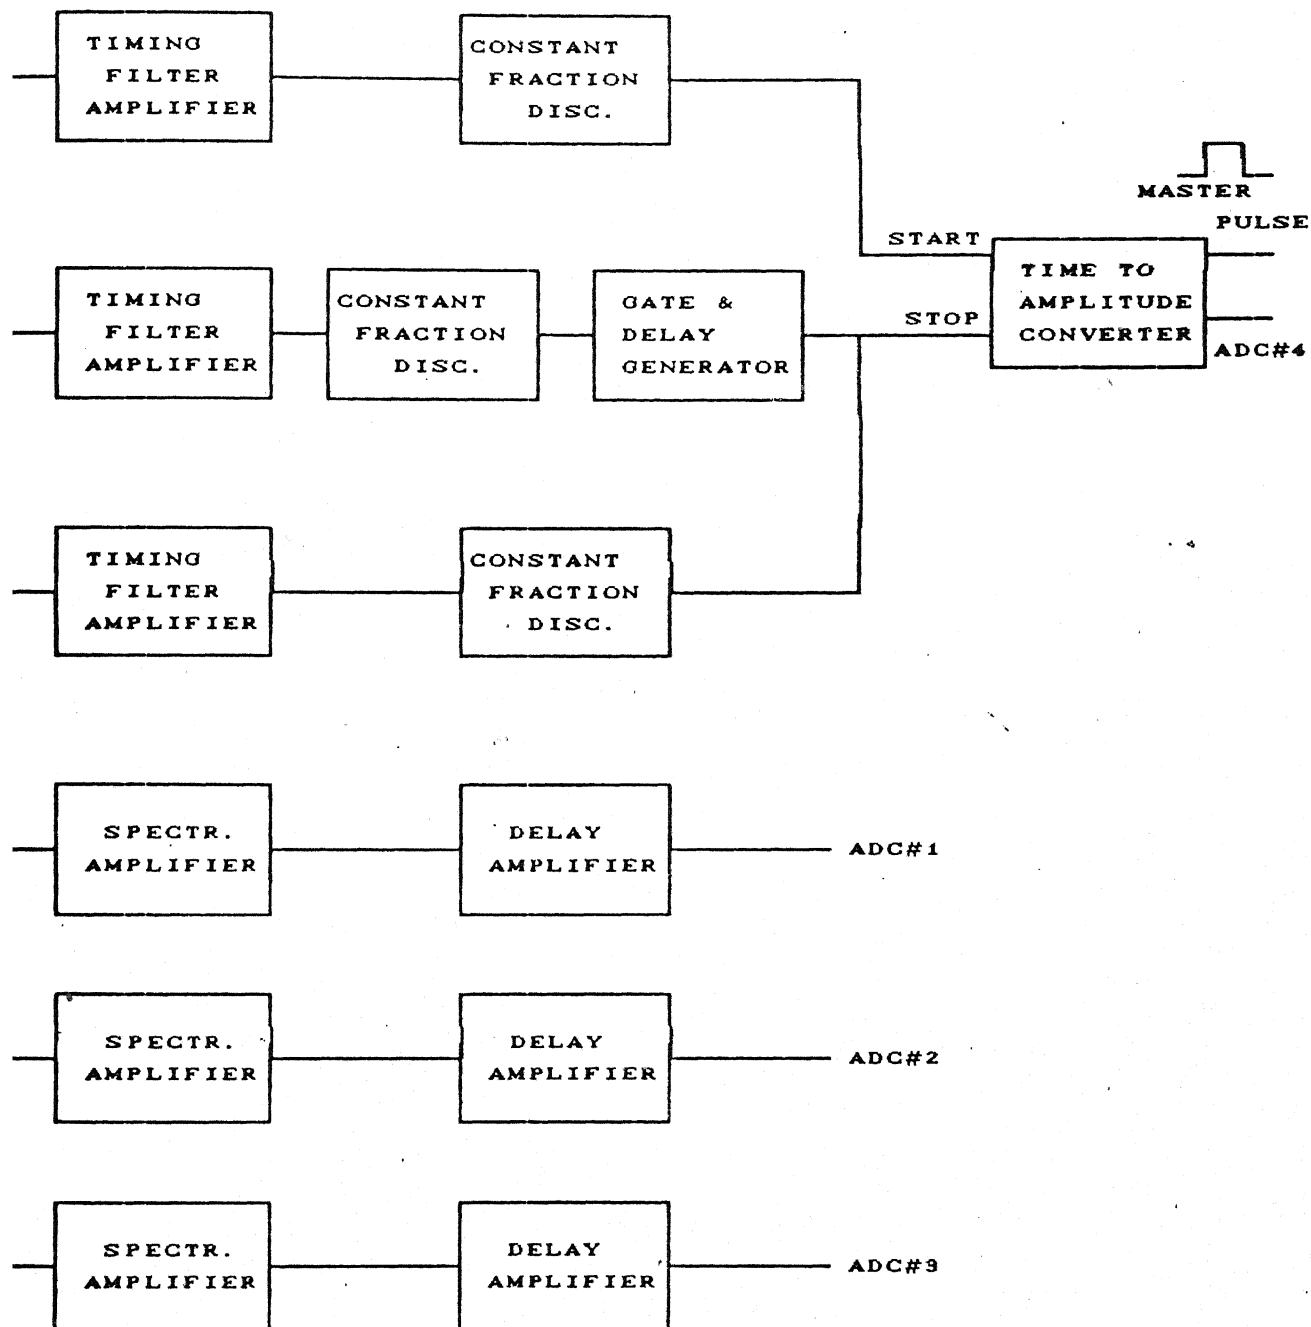 TIMING
FILTER
AMPLIFIER
CONSTANT
FRACTION
DISC.
MASTER
PULSE
START
TIMING
FILTER
AMPLIFIER
CONSTANT
FRACTION
DISC.
GATE &
DELAY
GENERATOR
STOP
TIME TO
AMPLITUDE
CONVERTER
ADC#4
TIMING
FILTER
AMPLIFIER
CONSTANT
FRACTION
DISC.
SPECTR.
AMPLIFIER
DELAY
AMPLIFIER
ADC#1
SPECTR.
AMPLIFIER
DELAY
AMPLIFIER
ADC#2
SPECTR.
AMPLIFIER
DELAY
AMPLIFIER
ADC#3